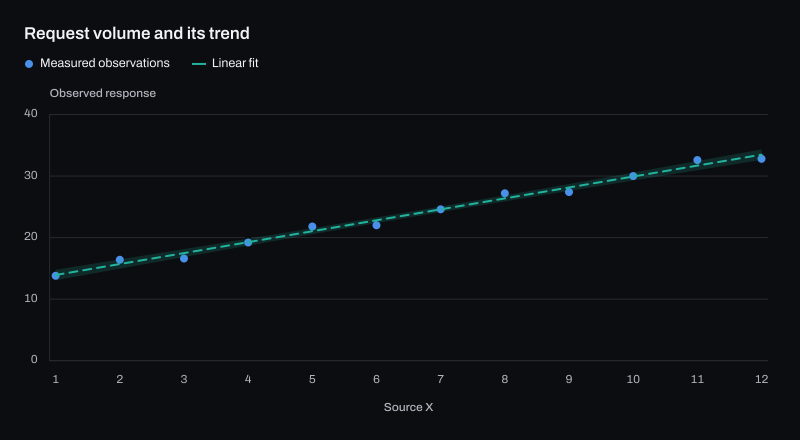 Request volume and its trend
Measured observations Linear fit
Observed response
40
30
20
10
0
1 2 3 4 5 6 7 8 9 10 11 12
Source X